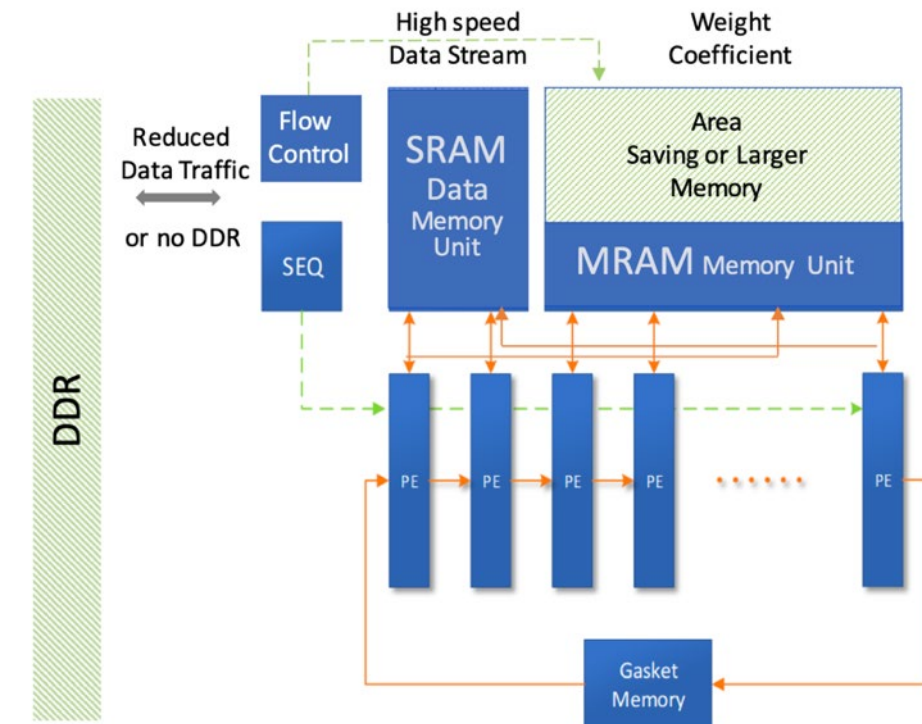 High speed
Data Stream
Weight
Coefficient
Reduced
Data Traffic
or no DDR
Flow
Control
SRAM
Data
Memory
Unit
Area
Saving or Larger
Memory
MRAM Memory Unit
SEQ
DDR
PE
PE
PE
PE
PE
Gasket
Memory